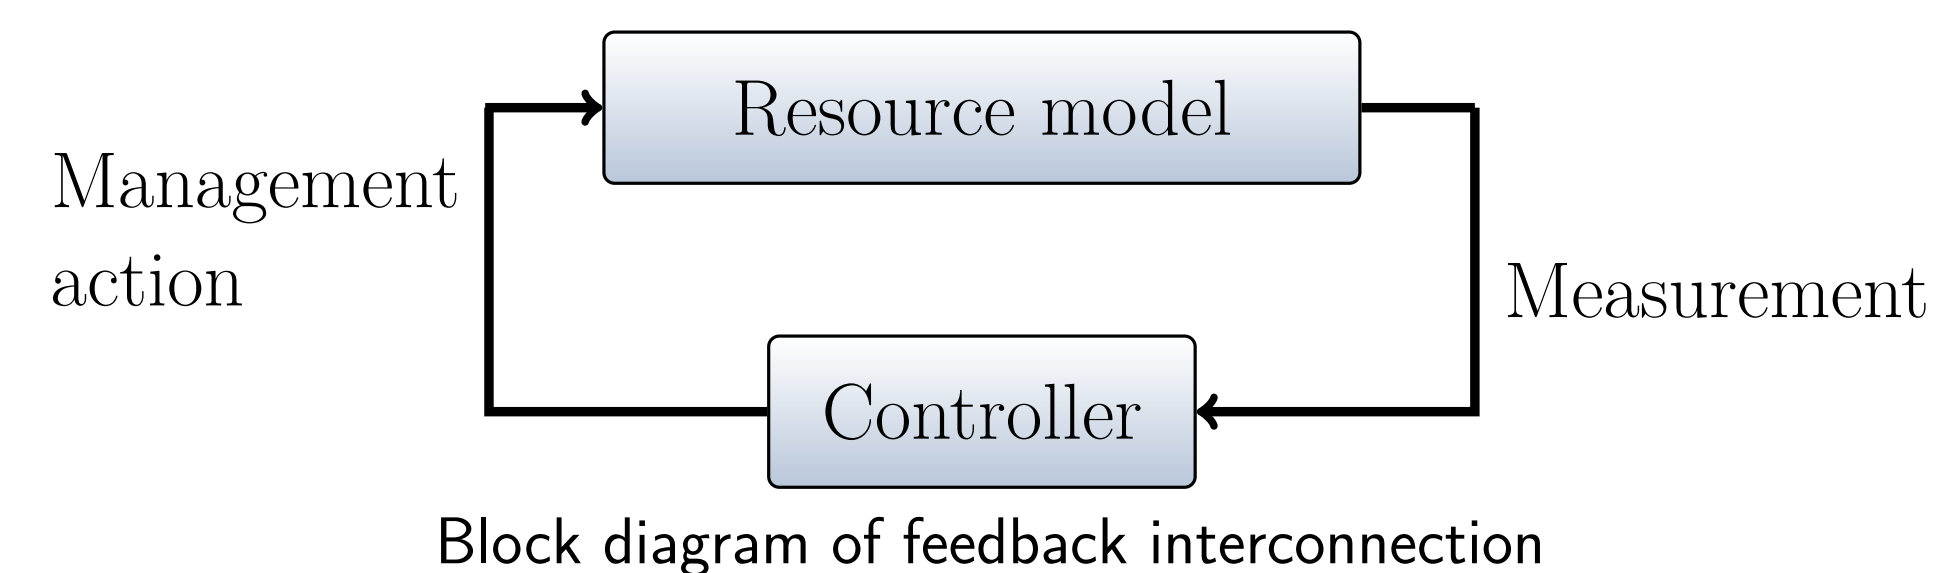 Resource model
Management
action
Measurement
Controller
Block diagram of feedback interconnection